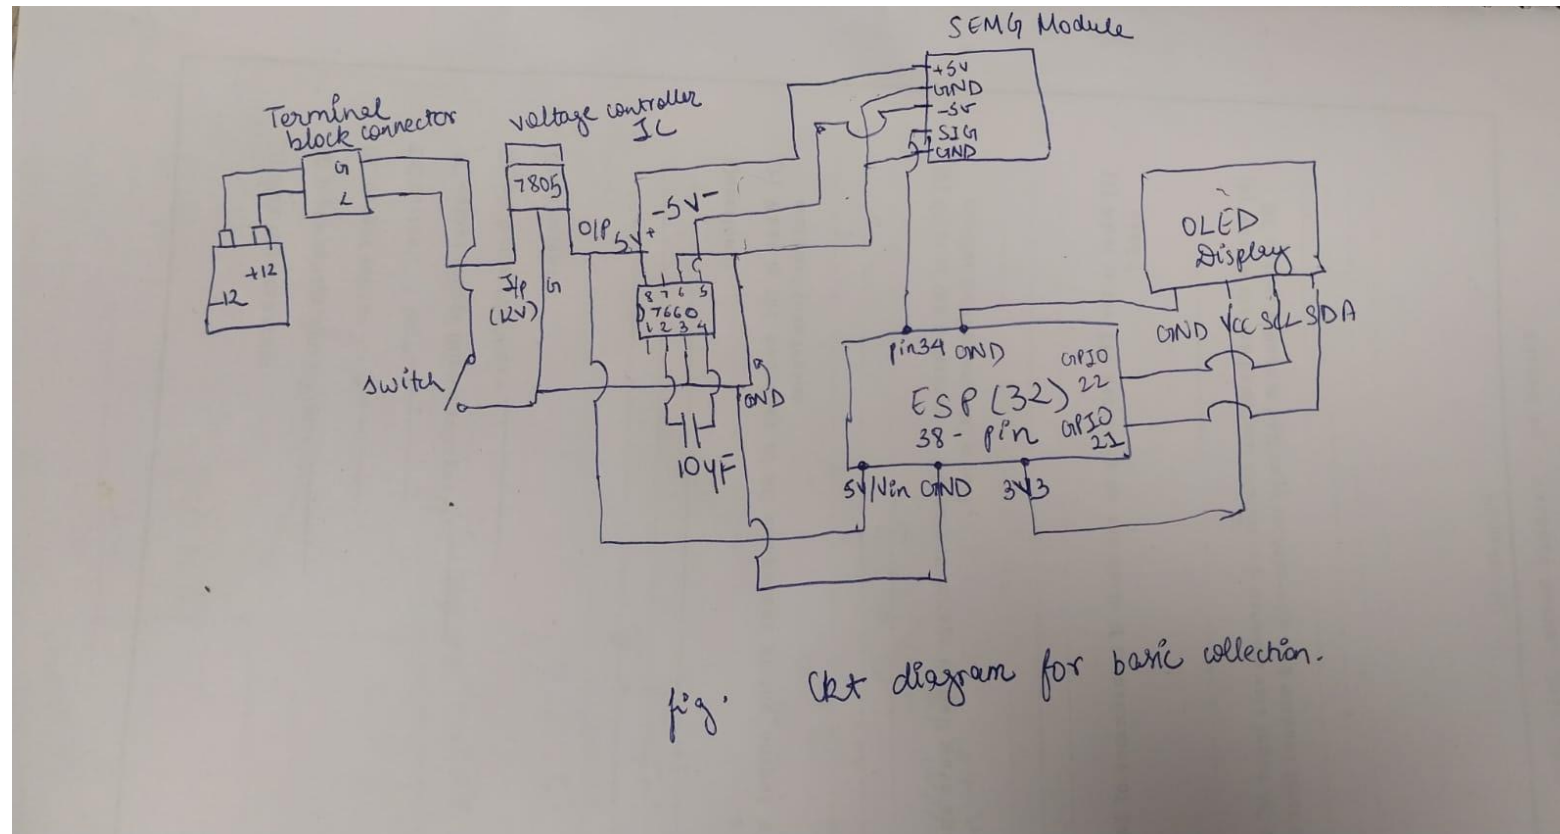 SEMG Module
+5V
GND
-5V
SIG
GND
Terminal
block connector
G
L
+12
-12
voltage controller
IC
7805
O/P
5V+
-5V-
I/p
(12V)
G
8 7 6 5
7660
1 2 3 4
switch
GND
10μF
OLED
Display
GND VCC SCL SDA
pin34 GND
GPIO
22
ESP (32)
38-pin
GPIO
21
5V/Vin GND 3V3
fig. Ckt diagram for basic collection.